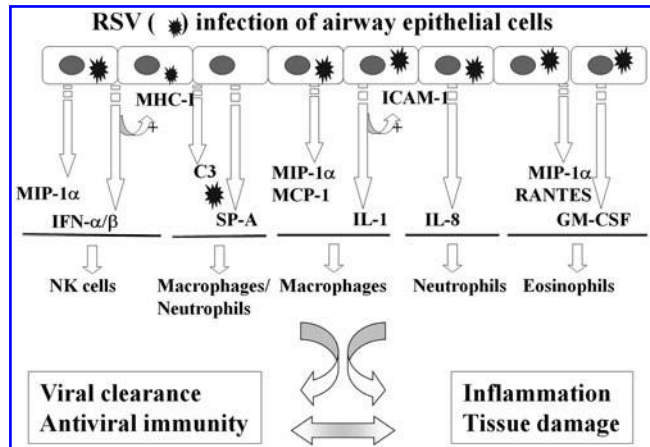 RSV ( ) infection of airway epithelial cells
MHC-I
+
ICAM-1
+
C3
MIP-1α
MCP-1
MIP-1α
RANTES
MIP-1α
IFN-α/β
SP-A
IL-1
IL-8
GM-CSF
NK cells
Macrophages/
Neutrophils
Macrophages
Neutrophils
Eosinophils
Viral clearance
Antiviral immunity
Inflammation
Tissue damage